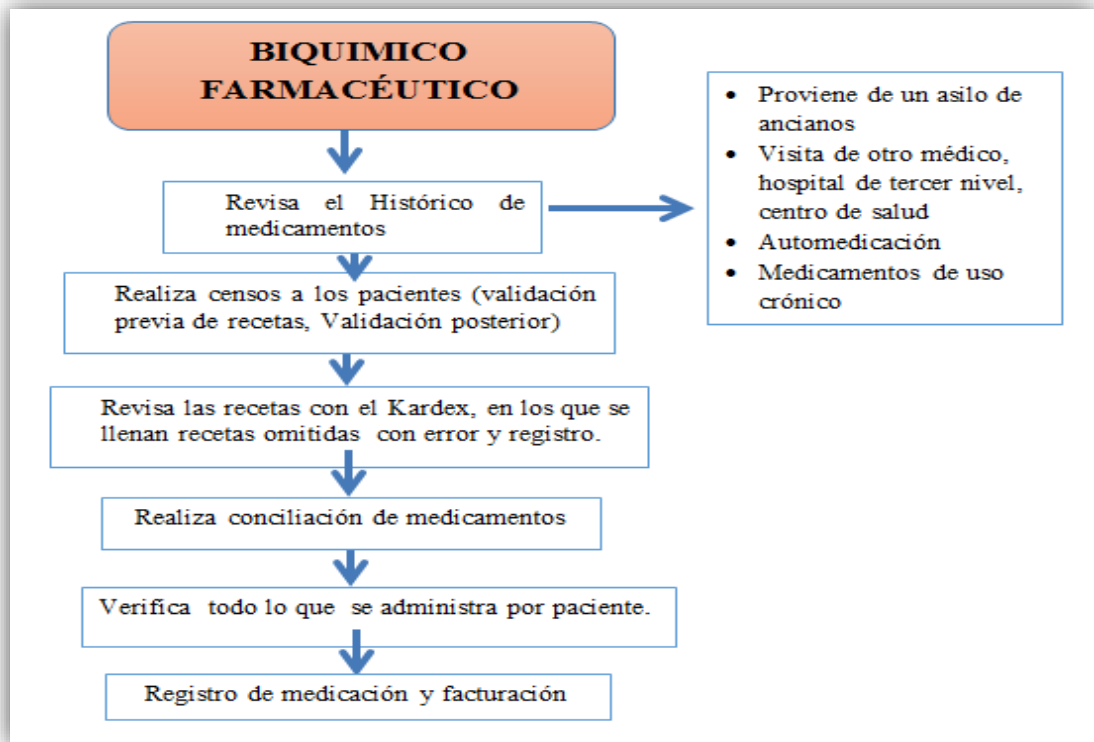 BIQUIMICO
FARMACÉUTICO
Revisa el Histórico de
medicamentos
• Proviene de un asilo de
ancianos
• Visita de otro médico,
hospital de tercer nivel,
centro de salud
• Automedicación
• Medicamentos de uso
crónico
Realiza censos a los pacientes (validación
previa de recetas, Validación posterior)
Revisa las recetas con el Kardex, en los que se
llenan recetas omitidas con error y registro.
Realiza conciliación de medicamentos
Verifica todo lo que se administra por paciente.
Registro de medicación y facturación